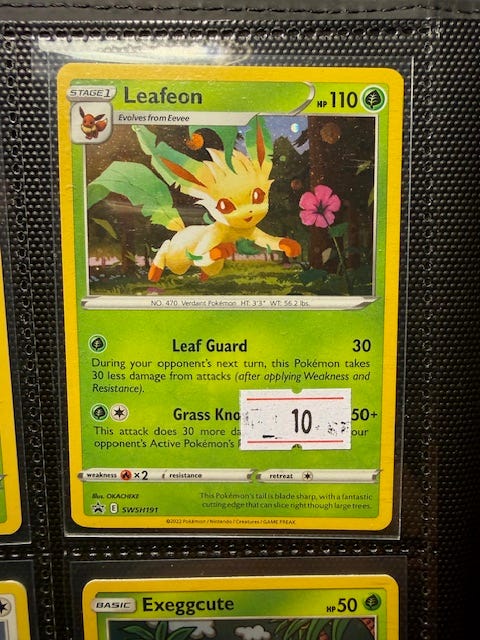 STAGE 1
Leafeon
HP 110
Evolves from Eevee
NO. 470. Verdant Pokémon HT: 3'3" WT: 56.2 lbs.
Leaf Guard 30
During your opponent's next turn, this Pokémon takes
30 less damage from attacks (after applying Weakness and
Resistance).
Grass Kno 50+
This attack does 30 more da our
opponent's Active Pokémon's
10
weakness ×2 resistance retreat
Illus. OKACHEKE
This Pokémon's tail is blade sharp, with a fantastic
cutting edge that can slice right though large trees.
E SWSH191
©2022 Pokémon / Nintendo / Creatures / GAME FREAK
BASIC Exeggcute HP 50